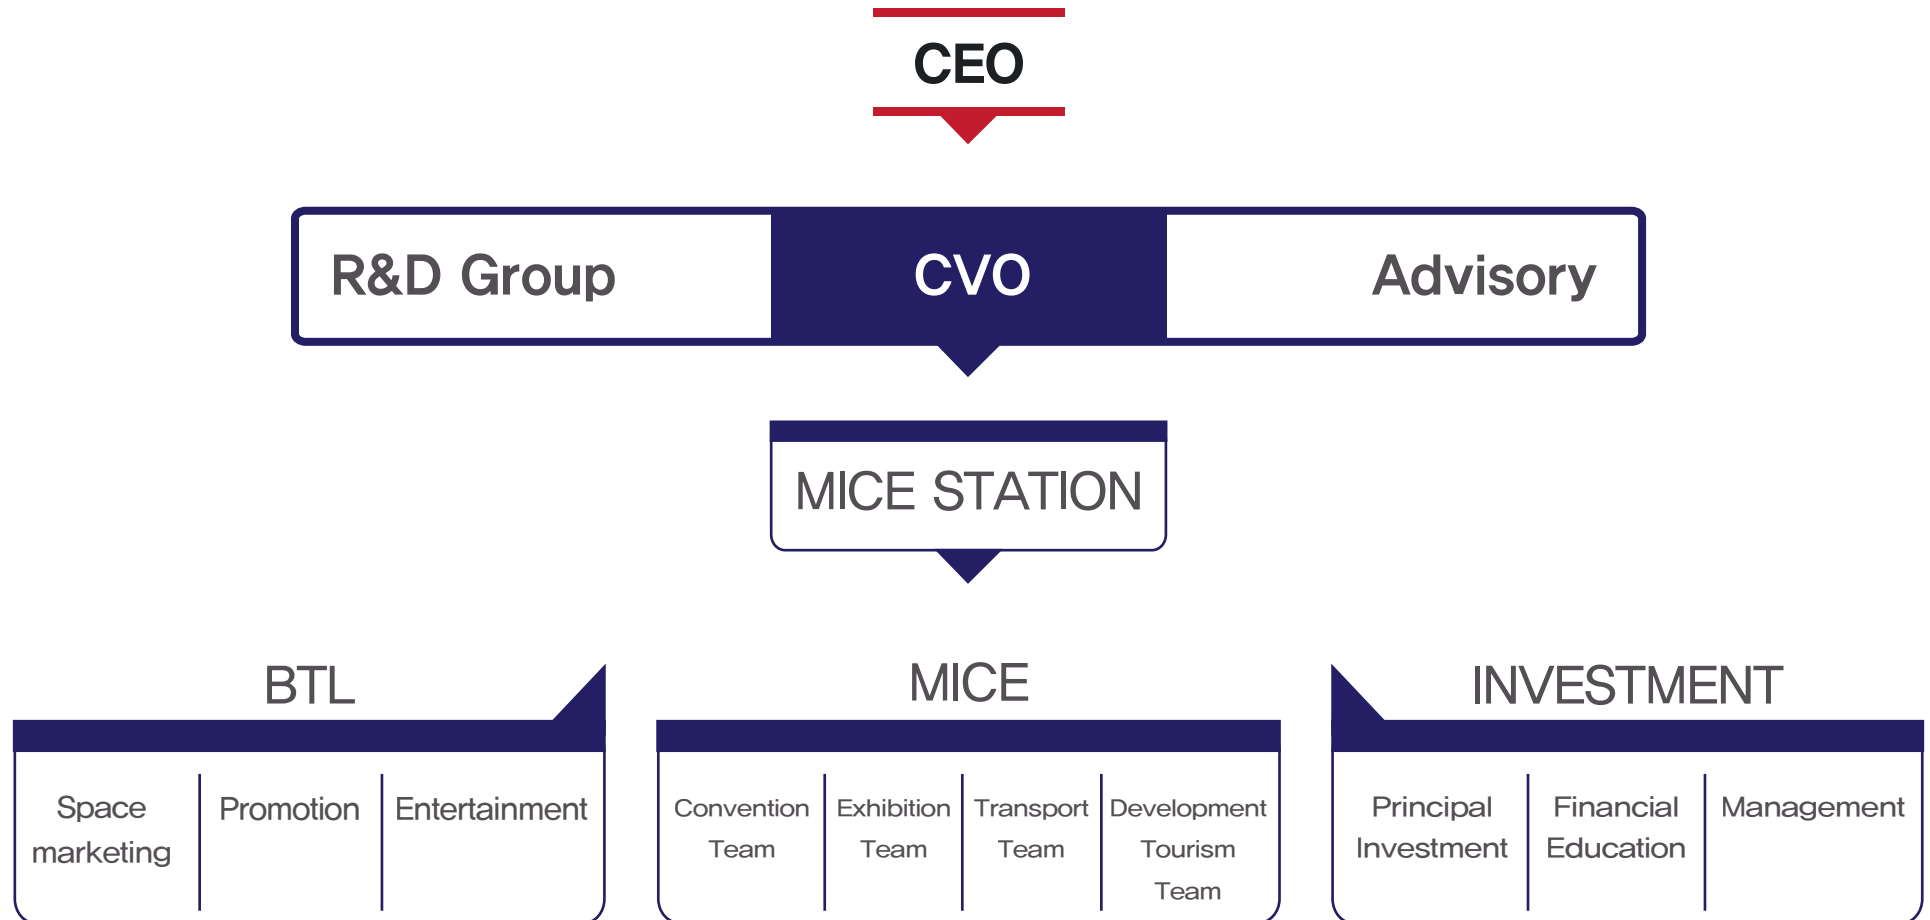 CEO
R&D Group CVO Advisory
MICE STATION
BTL
Space
marketing
Promotion
Entertainment
MICE
Convention
Team
Exhibition
Team
Transport
Team
Development
Tourism
Team
INVESTMENT
Principal
Investment
Financial
Education
Management